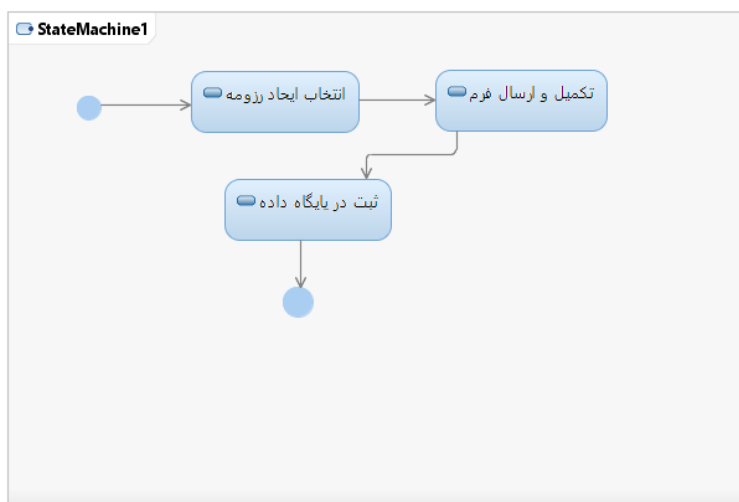 StateMachine1
انتخاب ایجاد رزومه
تکمیل و ارسال فرم
ثبت در پایگاه داده